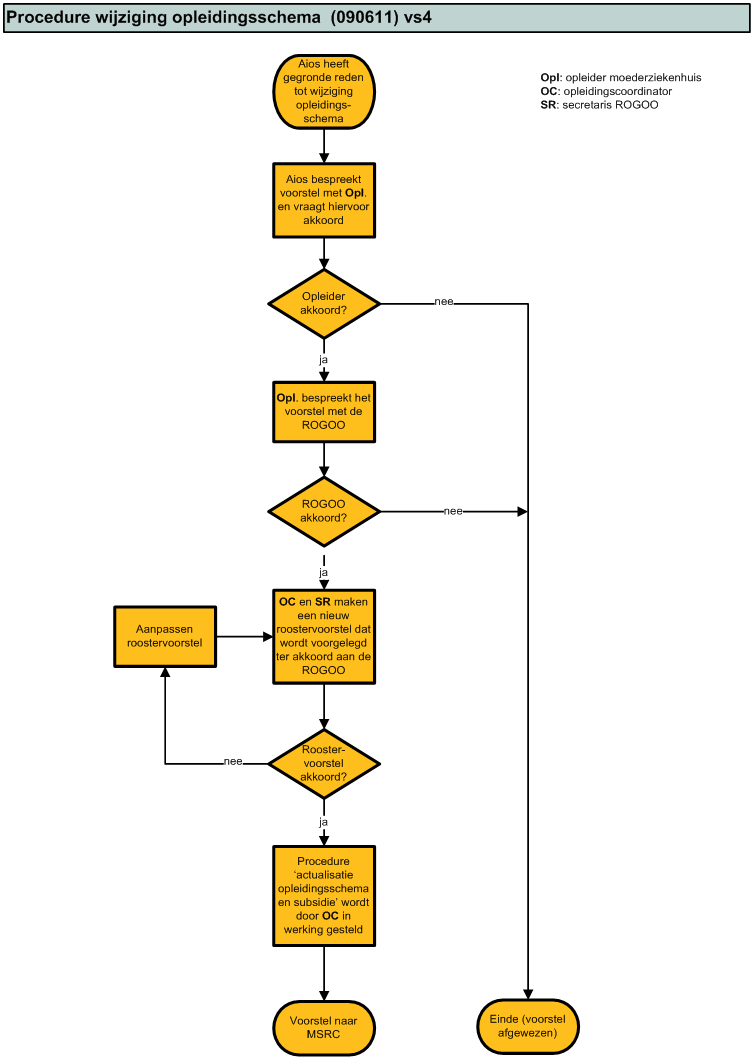 Procedure wijziging opleidingsschema (090611) vs4
Opl: opleider moederziekenhuis
OC: opleidingscoordinator
SR: secretaris ROGOO
Aios heeft
gegronde reden
tot wijziging
opleidings-
schema
Aios bespreekt
voorstel met Opl.
en vraagt hiervoor
akkoord
Opleider
akkoord?
nee
ja
Opl. bespreekt het
voorstel met de
ROGOO
ROGOO
akkoord?
nee
ja
OC en SR maken
een nieuw
roostervoorstel dat
wordt voorgelegd
ter akkoord aan de
ROGOO
Aanpassen
roostervoorstel
Rooster-
voorstel
akkoord?
nee
ja
Procedure
‘actualisatie
opleidingsschema
en subsidie’ wordt
door OC in
werking gesteld
Voorstel naar
MSRC
Einde (voorstel
afgewezen)